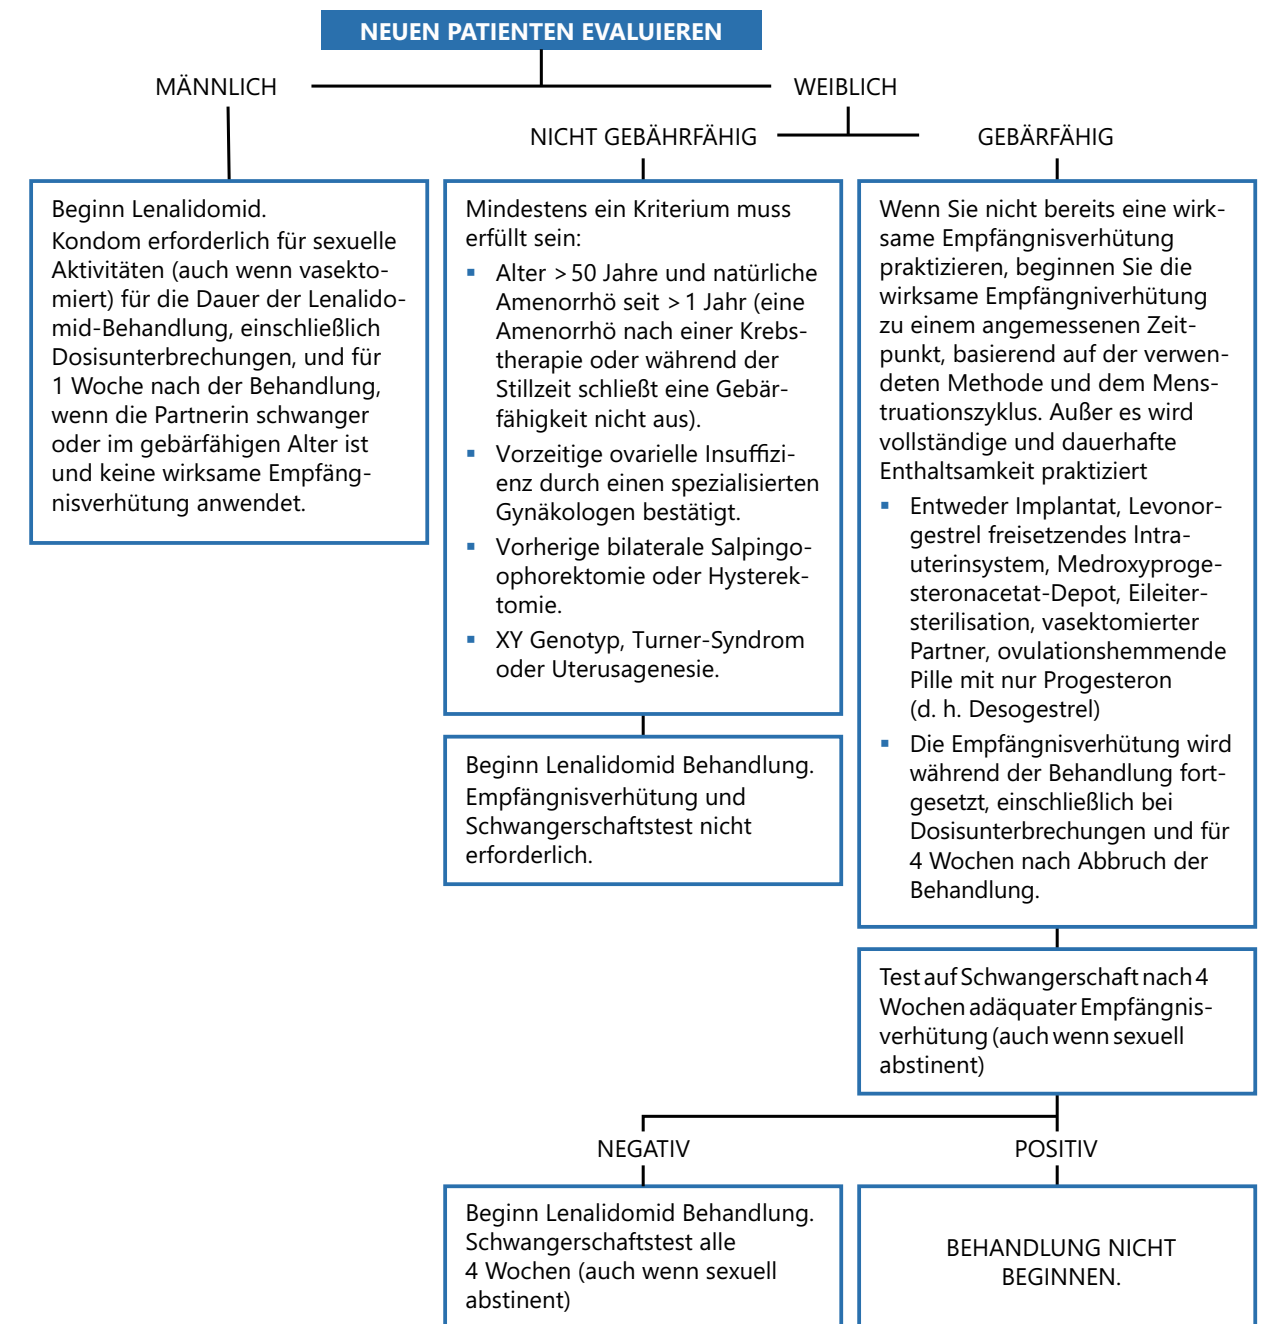 NEUEN PATIENTEN EVALUIEREN
MÄNNLICH
WEIBLICH
NICHT GEBÄHRFÄHIG
GEBÄRFÄHIG
Beginn Lenalidomid.
Kondom erforderlich für sexuelle
Aktivitäten (auch wenn vasekto-
miert) für die Dauer der Lenalido-
mid-Behandlung, einschließlich
Dosisunterbrechungen, und für
1 Woche nach der Behandlung,
wenn die Partnerin schwanger
oder im gebärfähigen Alter ist
und keine wirksame Empfäng-
nisverhütung anwendet.
Mindestens ein Kriterium muss
erfüllt sein:
▪ Alter > 50 Jahre und natürliche
Amenorrhö seit > 1 Jahr (eine
Amenorrhö nach einer Krebs-
therapie oder während der
Stillzeit schließt eine Gebär-
fähigkeit nicht aus).
▪ Vorzeitige ovarielle Insuffizi-
enz durch einen spezialisierten
Gynäkologen bestätigt.
▪ Vorherige bilaterale Salpingo-
ophorektomie oder Hysterek-
tomie.
▪ XY Genotyp, Turner-Syndrom
oder Uterusagenesie.
Beginn Lenalidomid Behandlung.
Empfängnisverhütung und
Schwangerschaftstest nicht
erforderlich.
Wenn Sie nicht bereits eine wirk-
same Empfängnisverhütung
praktizieren, beginnen Sie die
wirksame Empfängniverhütung
zu einem angemessenen Zeit-
punkt, basierend auf der verwen-
deten Methode und dem Mens-
truationszyklus. Außer es wird
vollständige und dauerhafte
Enthaltsamkeit praktiziert
▪ Entweder Implantat, Levonor-
gestrel freisetzendes Intra-
uterinsystem, Medroxyproge-
steronacetat-Depot, Eileiter-
sterilisation, vasektomierter
Partner, ovulationshemmende
Pille mit nur Progesteron
(d. h. Desogestrel)
▪ Die Empfängnisverhütung wird
während der Behandlung fort-
gesetzt, einschließlich bei
Dosisunterbrechungen und für
4 Wochen nach Abbruch der
Behandlung.
Test auf Schwangerschaft nach 4
Wochen adäquater Empfängnis-
verhütung (auch wenn sexuell
abstinent)
NEGATIV
POSITIV
Beginn Lenalidomid Behandlung.
Schwangerschaftstest alle
4 Wochen (auch wenn sexuell
abstinent)
BEHANDLUNG NICHT
BEGINNEN.